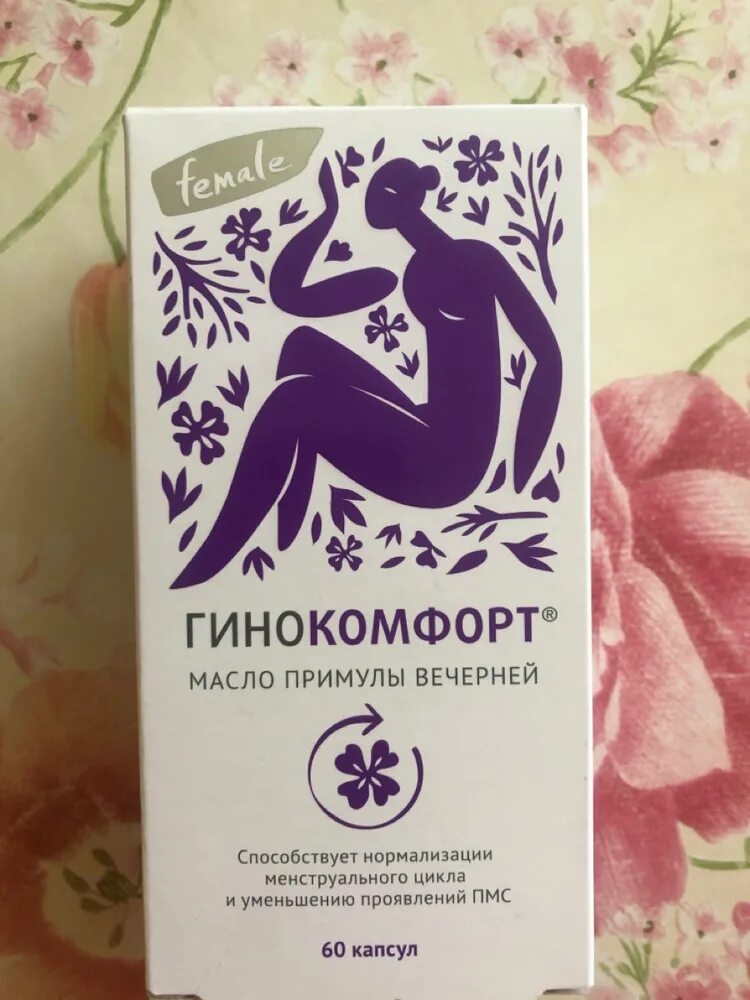 female
ГИНОКОМФОРТ®
МАСЛО ПРИМУЛЫ ВЕЧЕРНЕЙ
Способствует нормализации
менструального цикла
и уменьшению проявлений ПМС
60 капсул